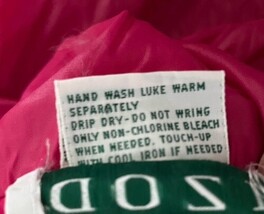 HAND WASH LUKE WARM
SEPARATELY
DRIP DRY-DO NOT WRING
ONLY NON-CHLORINE BLEACH
WHEN NEEDED. TOUCH-UP
WITH COOL IRON IF NEEDED
IZOD